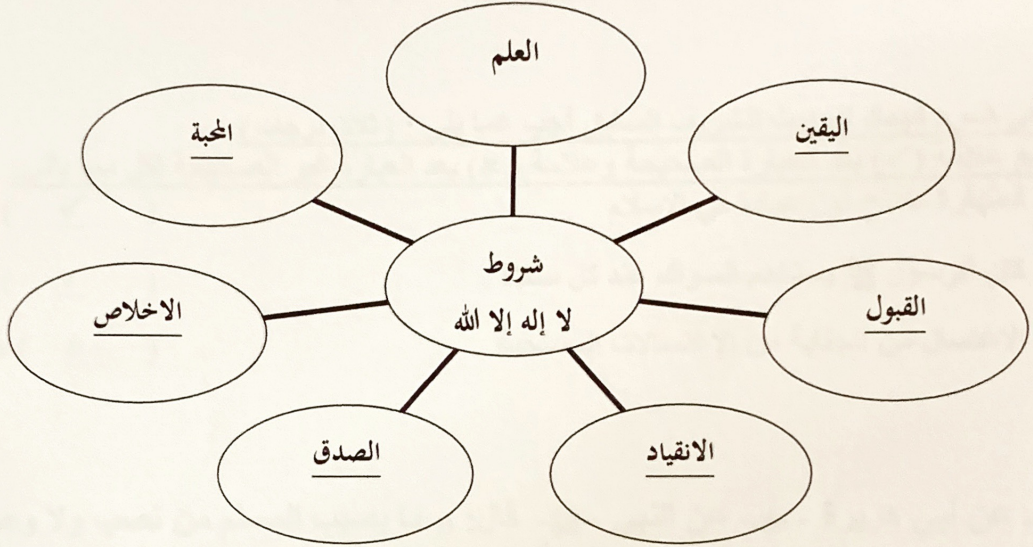 العلم
اليقين
المحبة
شروط
لا إله إلا الله
القبول
الاخلاص
الانقياد
الصدق